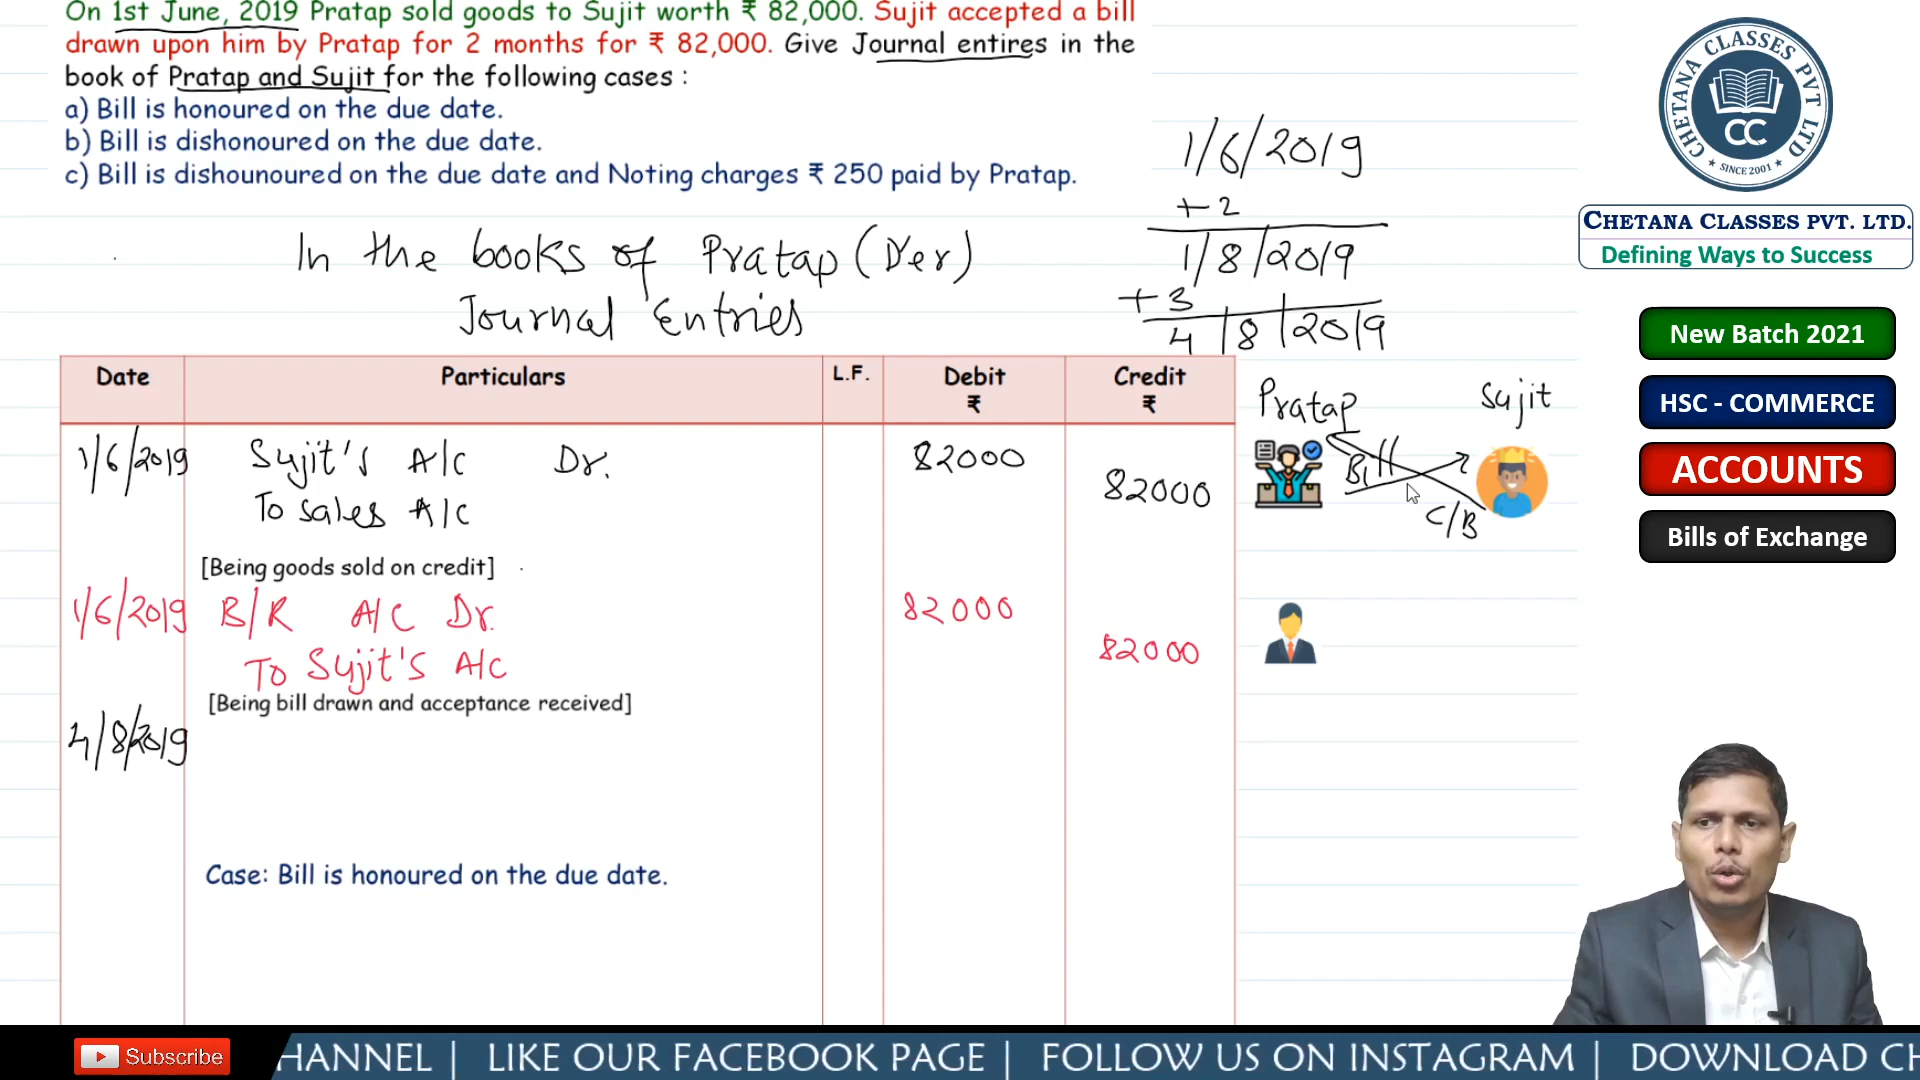 On 1st June, 2019 Pratap sold goods to Sujit worth ₹ 82,000. Sujit accepted a bill
drawn upon him by Pratap for 2 months for ₹ 82,000. Give Journal entires in the
book of Pratap and Sujit for the following cases :
a) Bill is honoured on the due date.
b) Bill is dishonoured on the due date.
c) Bill is dishounoured on the due date and Noting charges ₹ 250 paid by Pratap.
1/6/2019
+2
1/8/2019
+3
4/8/2019
In the books of Pratap (Drer)
Journal Entries
Date Particulars L.F. Debit ₹ Credit ₹
1/6/2019 Sujit's A/c Dr. 82000
To Sales A/c 82000
[Being goods sold on credit]
1/6/2019 B/R A/C Dr. 82000
To Sujit's A/c 82000
[Being bill drawn and acceptance received]
4/8/2019
Case: Bill is honoured on the due date.
Pratap Sujit
Bill
C/B
CHETANA CLASSES PVT LTD
CC
SINCE 2001
CHETANA CLASSES PVT. LTD.
Defining Ways to Success
New Batch 2021
HSC - COMMERCE
ACCOUNTS
Bills of Exchange
Subscribe HANNEL | LIKE OUR FACEBOOK PAGE | FOLLOW US ON INSTAGRAM | DOWNLOAD CH